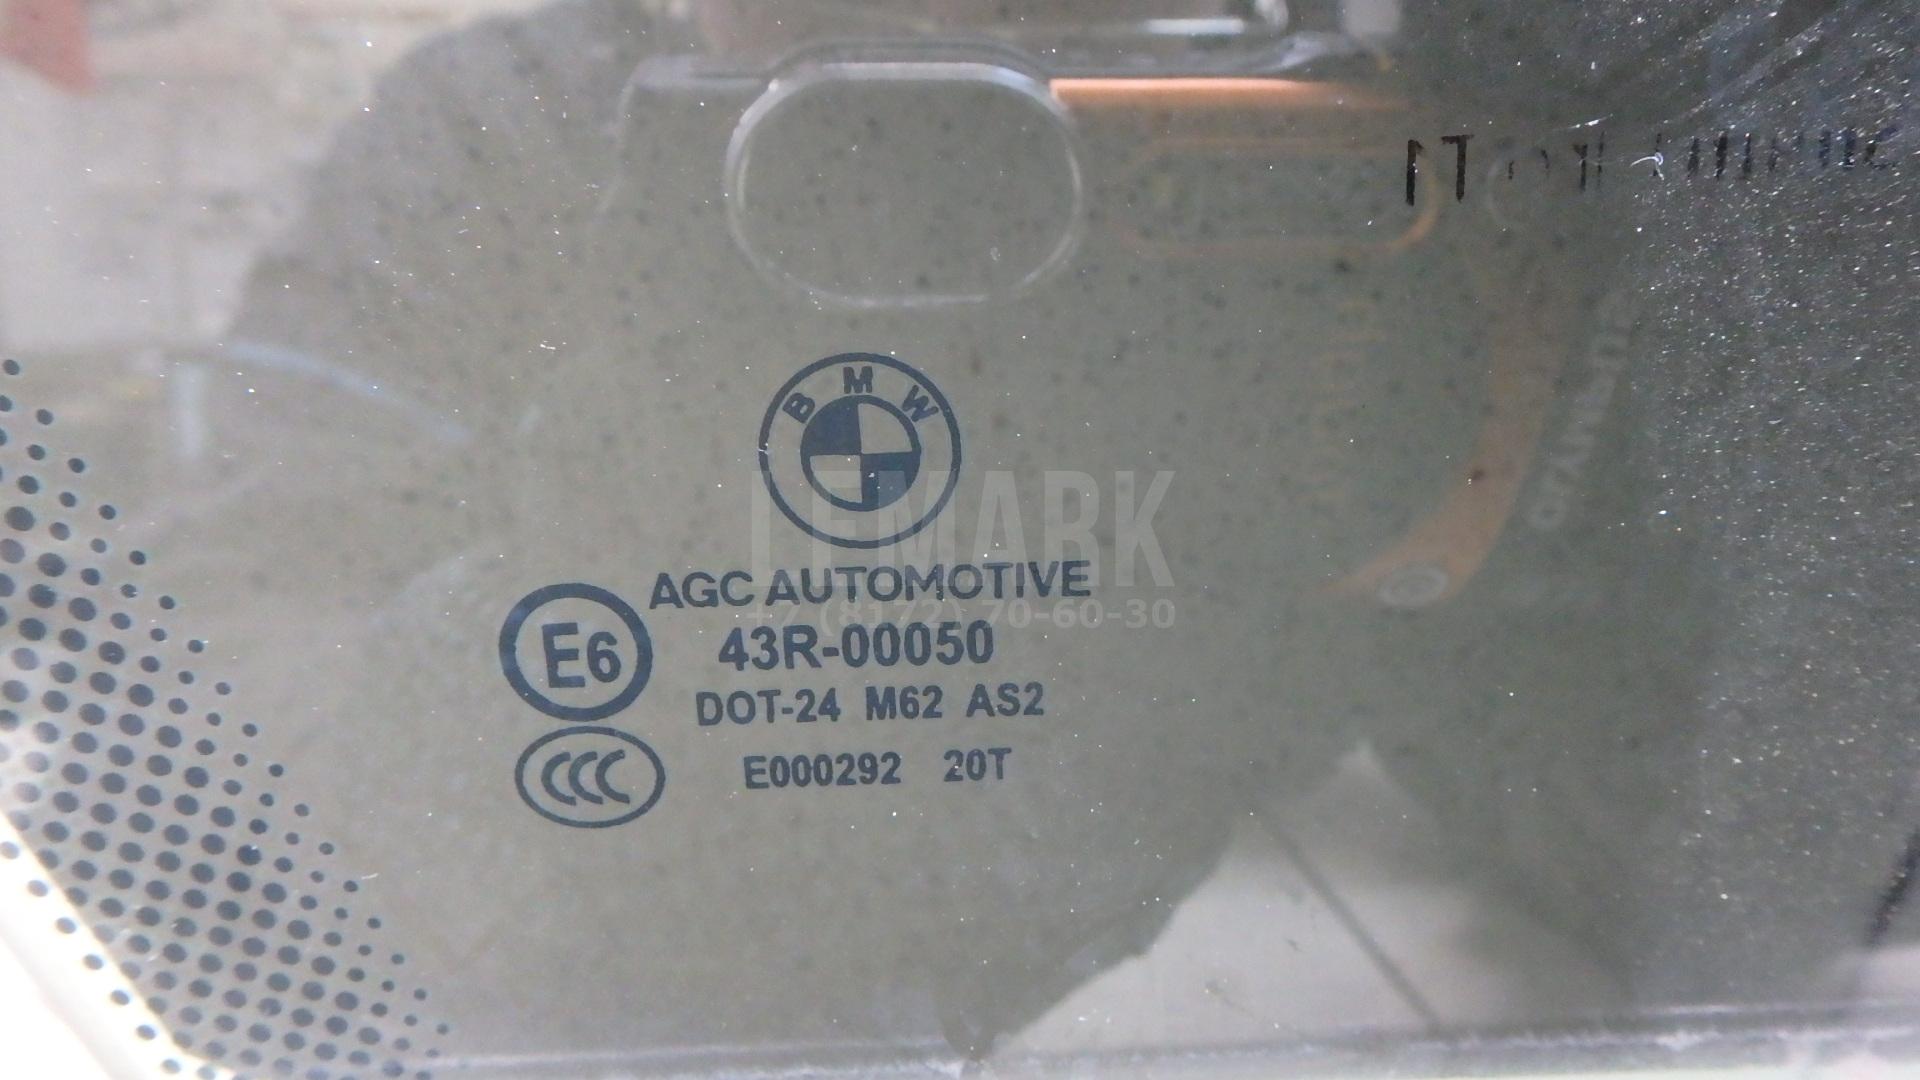 BMW
LEMARK
AGC AUTOMOTIVE
+7 (8172) 70-60-30
E6
43R-00050
DOT-24 M62 AS2
CCC
E000292 20T